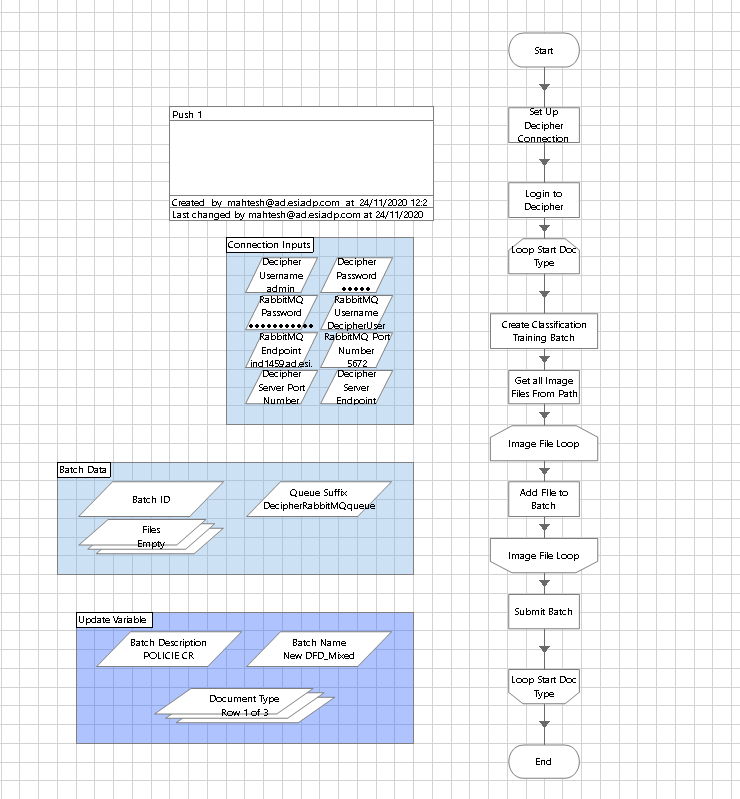 Push 1
Created by mahtesh@ad.esiadp.com at 24/11/2020 12:2
Last changed by mahtesh@ad.esiadp.com at 24/11/2020
Connection Inputs
Decipher
Username
admin
Decipher
Password
●●●●●
RabbitMQ
Password
●●●●●●●●●●●
RabbitMQ
Username
DecipherUser
RabbitMQ
Endpoint
ind1459.ad.esi.
RabbitMQ Port
Number
5672
Decipher
Server Port
Number
Decipher
Server
Endpoint
Batch Data
Batch ID
Queue Suffix
DecipherRabbitMQqueue
Files
Empty
Update Variable
Batch Description
POLICIE CR
Batch Name
New DFD_Mixed
Document Type
Row 1 of 3
Start
Set Up
Decipher
Connection
Login to
Decipher
Loop Start Doc
Type
Create Classification
Training Batch
Get all Image
Files From Path
Image File Loop
Add File to
Batch
Image File Loop
Submit Batch
Loop Start Doc
Type
End